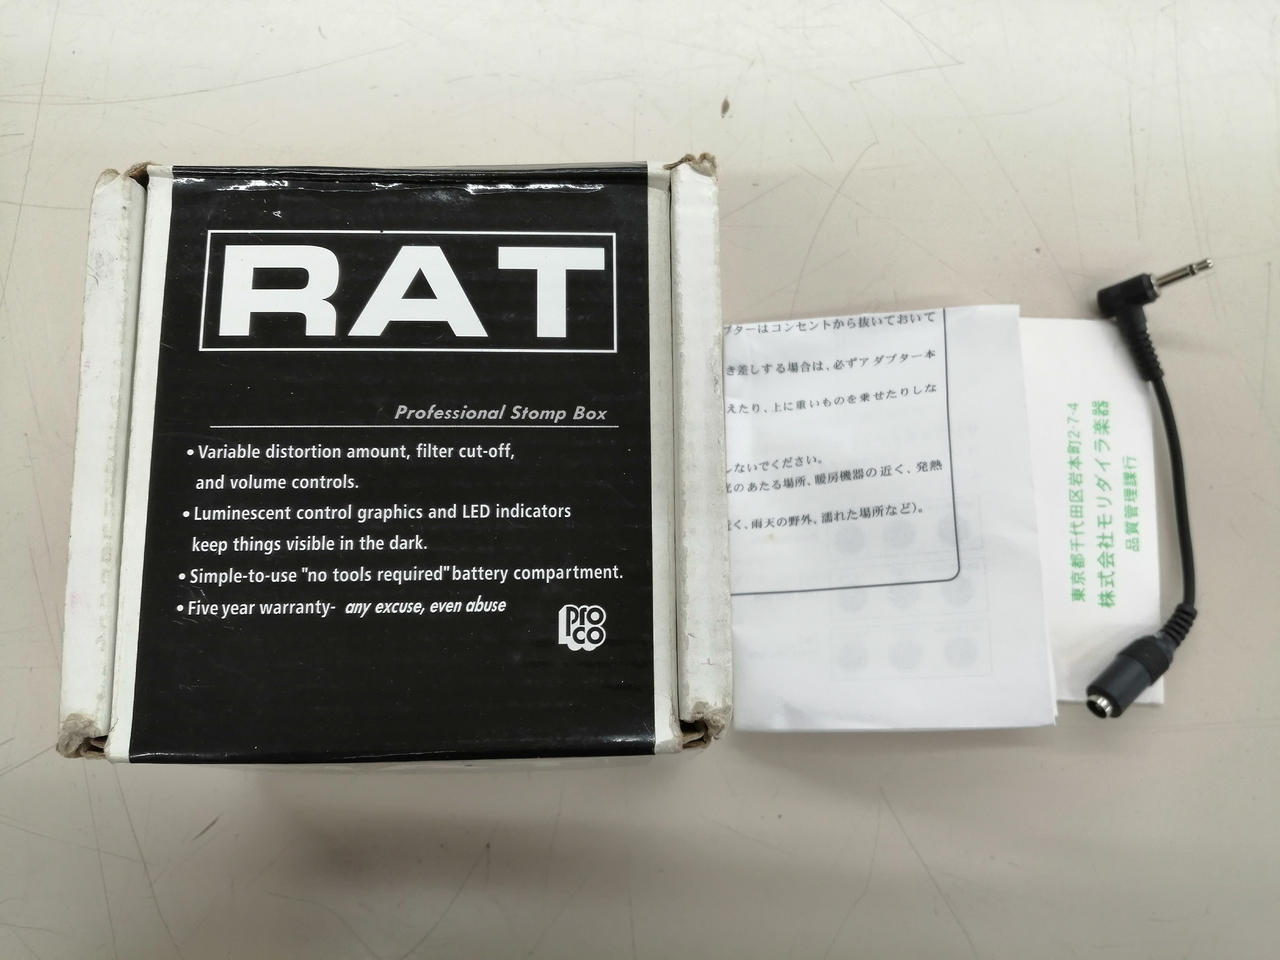 RAT
Professional Stomp Box
• Variable distortion amount, filter cut-off,
and volume controls.
• Luminescent control graphics and LED indicators
keep things visible in the dark.
• Simple-to-use "no tools required" battery compartment.
• Five year warranty- any excuse, even abuse
pro
co
プターはコンセントから抜いておいて
き差しする場合は、必ずアダプター本
えたり、上に重いものを乗せたりしな
しないでください。
光のあたる場所、暖房機器の近く、発熱
近く、雨天の野外、濡れた場所など)。
東京都千代田区岩本町2-7-4
株式会社モリダイラ楽器
品質管理課行